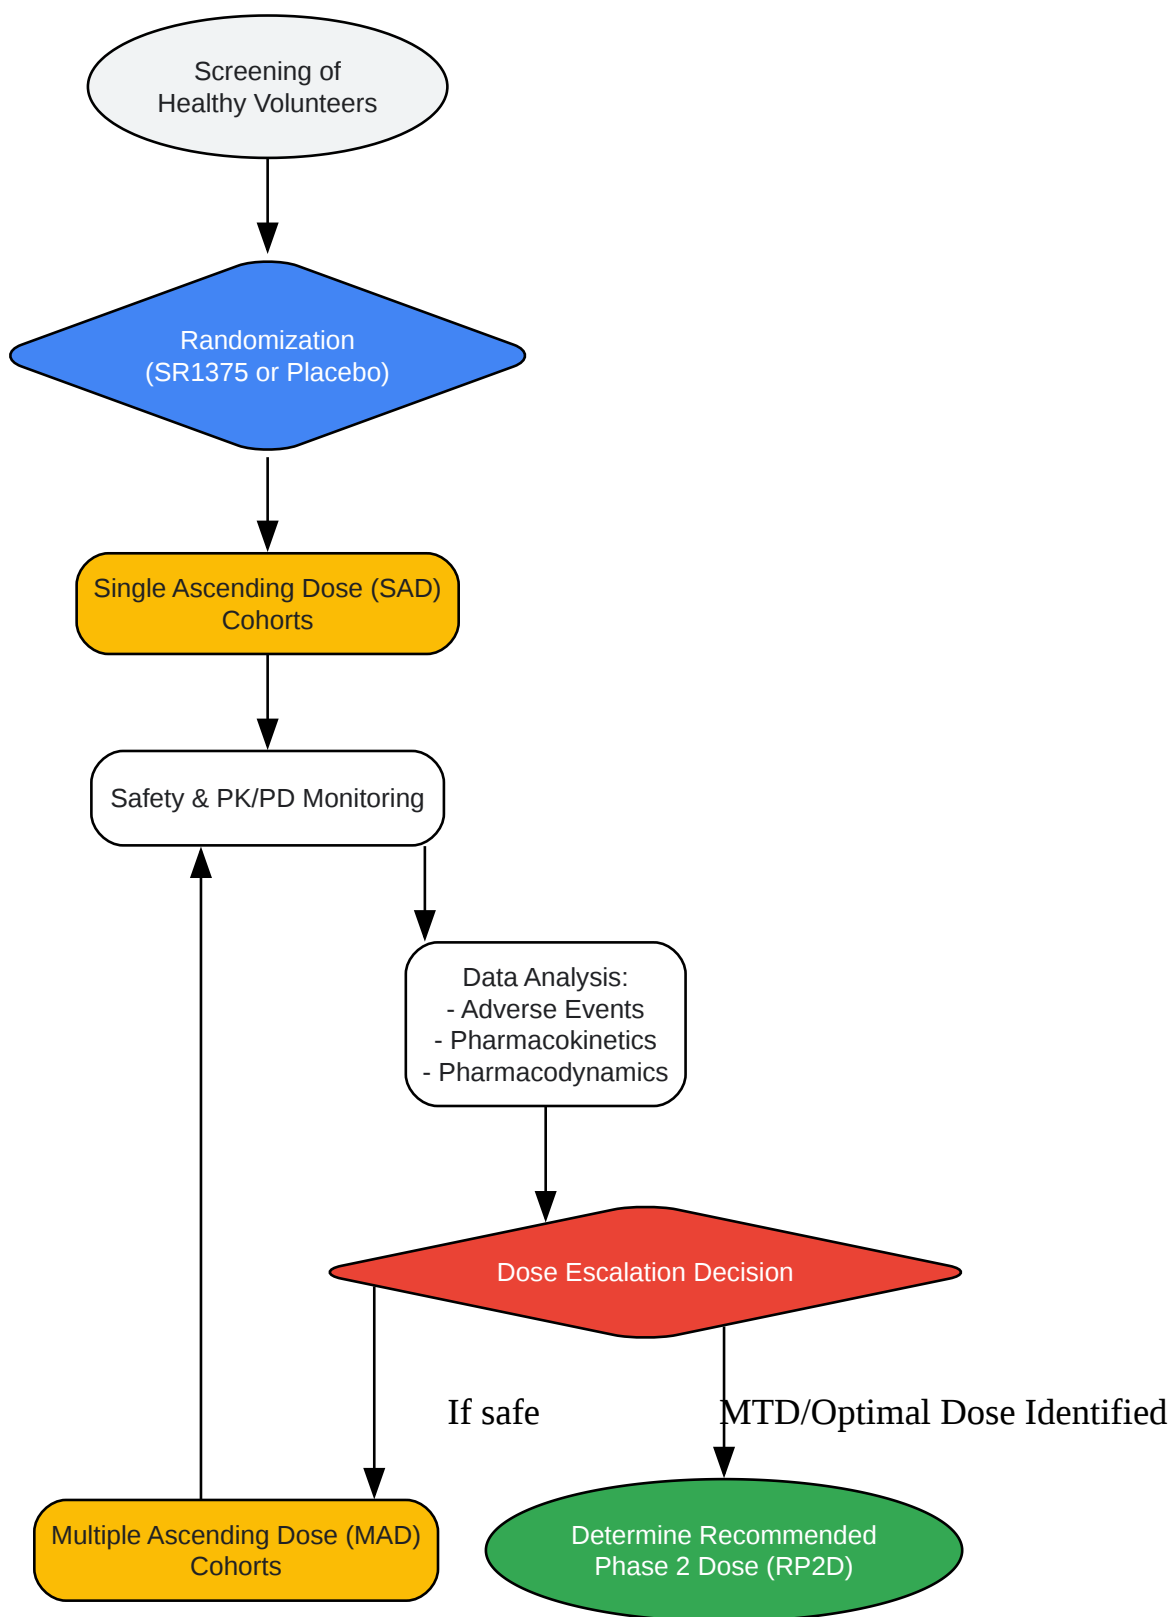 Screening of
Healthy Volunteers
Randomization
(SR1375 or Placebo)
Single Ascending Dose (SAD)
Cohorts
Safety & PK/PD Monitoring
Data Analysis:
- Adverse Events
- Pharmacokinetics
- Pharmacodynamics
Dose Escalation Decision
If safe
MTD/Optimal Dose Identified
Multiple Ascending Dose (MAD)
Cohorts
Determine Recommended
Phase 2 Dose (RP2D)